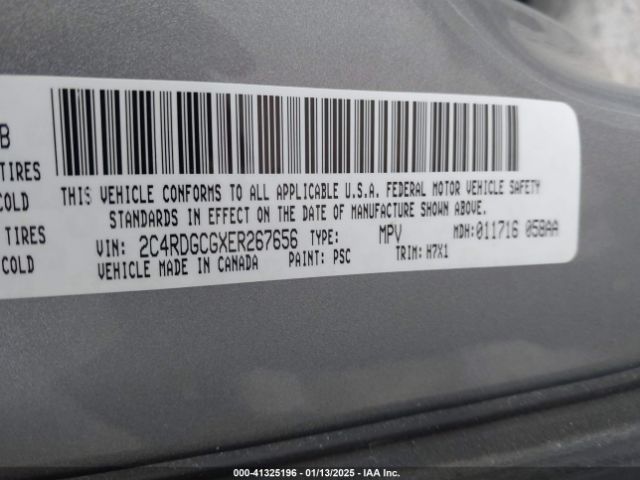 B
TIRES
COLD
TIRES
COLD
THIS VEHICLE CONFORMS TO ALL APPLICABLE U.S.A. FEDERAL MOTOR VEHICLE SAFETY
STANDARDS IN EFFECT ON THE DATE OF MANUFACTURE SHOWN ABOVE.
VIN: 2C4RDGCGXER267656 TYPE: MPV MDH:011716 058AA
VEHICLE MADE IN CANADA PAINT: PSC TRIM: H7X1
000-41325196 - 01/13/2025 - IAA Inc.